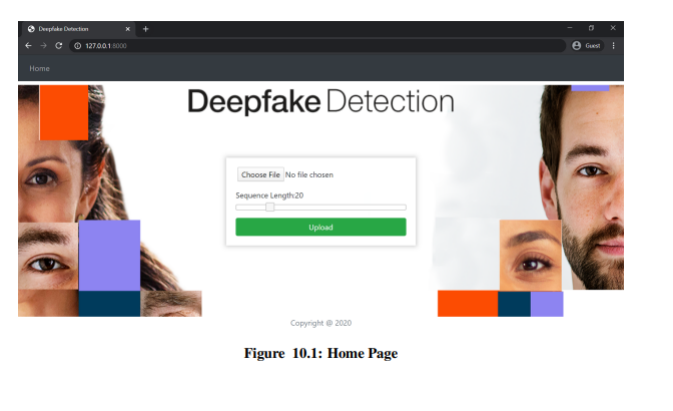 Deepfake Detection
127.0.0.1:8000
Guest
Home
Deepfake Detection
Choose File No file chosen
Sequence Length:20
Upload
Copyright @ 2020
Figure 10.1: Home Page